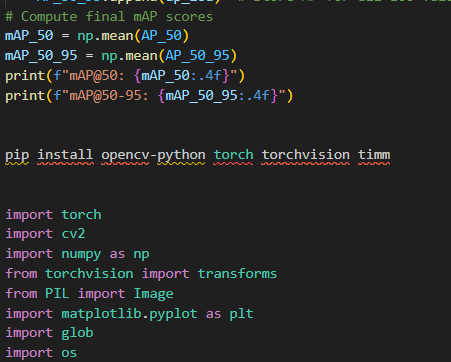 # Compute final mAP scores
mAP_50 = np.mean(AP_50)
mAP_50_95 = np.mean(AP_50_95)
print(f"mAP@50: {mAP_50:.4f}")
print(f"mAP@50-95: {mAP_50_95:.4f}")
pip install opencv-python torch torchvision timm
import torch
import cv2
import numpy as np
from torchvision import transforms
from PIL import Image
import matplotlib.pyplot as plt
import glob
import os